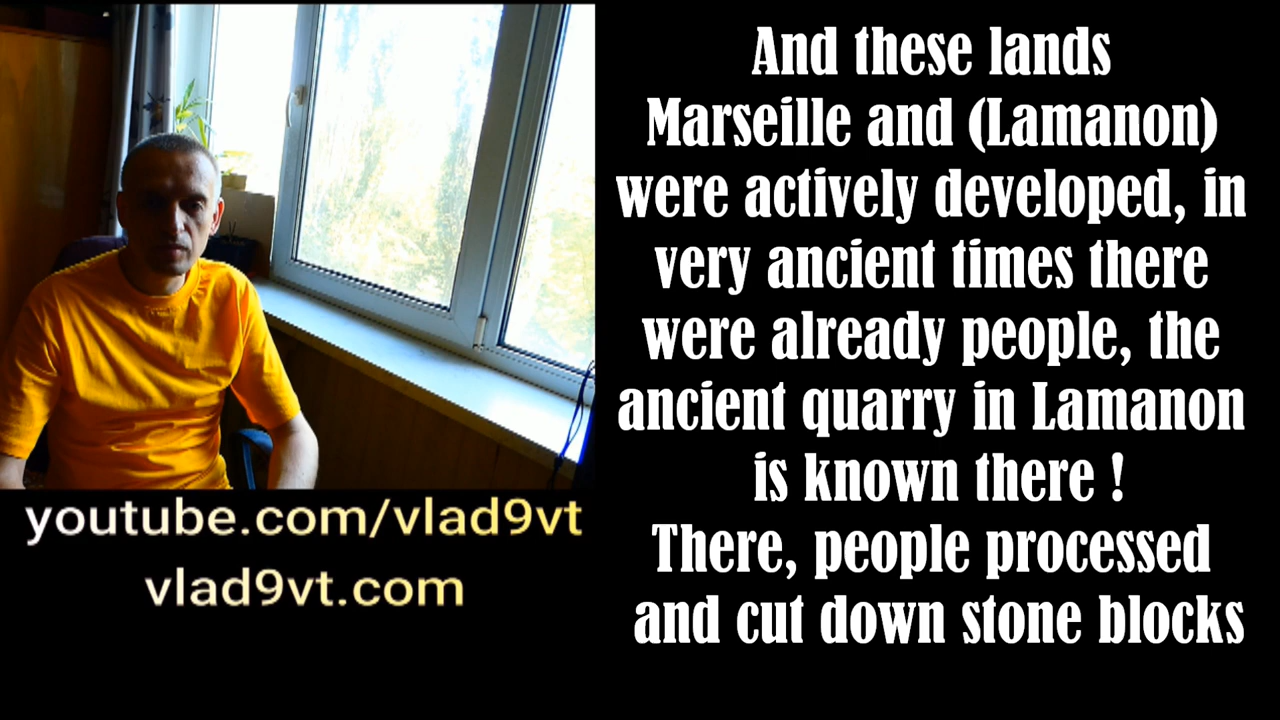 And these lands
Marseille and (Lamanon)
were actively developed, in
very ancient times there
were already people, the
ancient quarry in Lamanon
is known there !
There, people processed
and cut down stone blocks
youtube.com/vlad9vt
vlad9vt.com